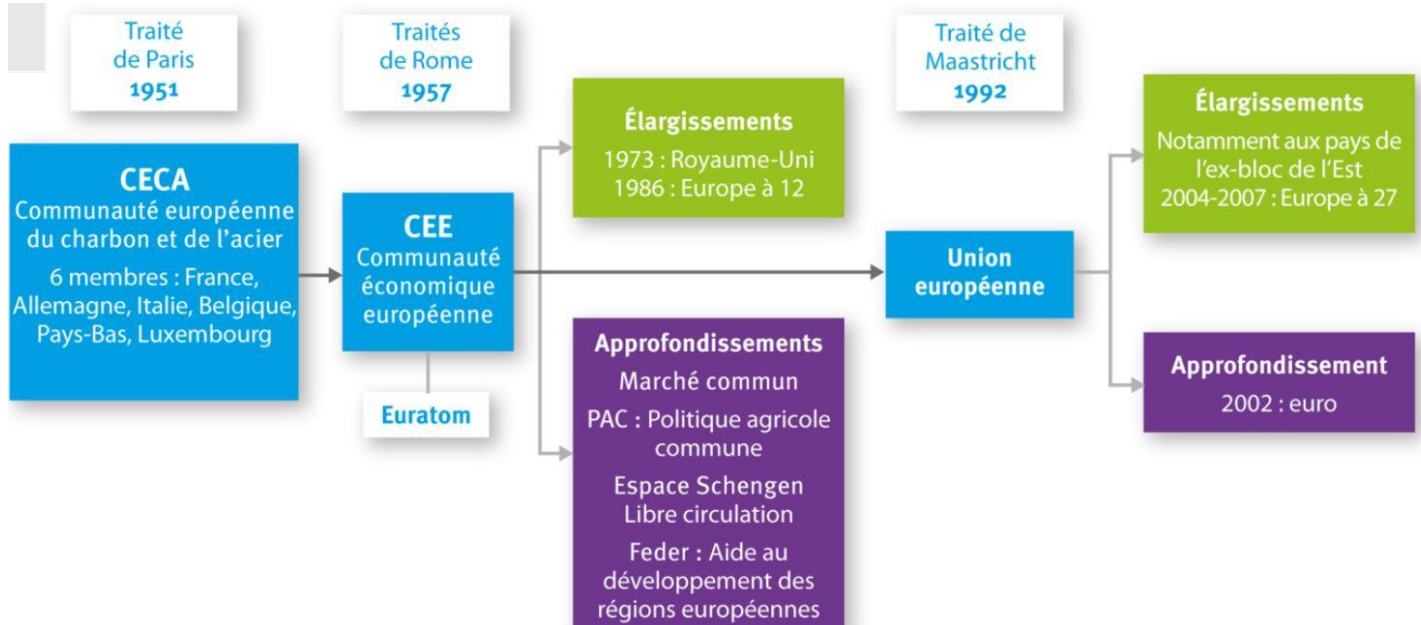 Traité
de Paris
1951
CECA
Communauté européenne
du charbon et de l'acier
6 membres : France,
Allemagne, Italie, Belgique,
Pays-Bas, Luxembourg
Traités
de Rome
1957
CEE
Communauté
économique
européenne
Euratom
Élargissements
1973 : Royaume-Uni
1986 : Europe à 12
Approfondissements
Marché commun
PAC : Politique agricole
commune
Espace Schengen
Libre circulation
Feder : Aide au
développement des
régions européennes
Traité de
Maastricht
1992
Union
européenne
Élargissements
Notamment aux pays de
l'ex-bloc de l'Est
2004-2007 : Europe à 27
Approfondissement
2002 : euro